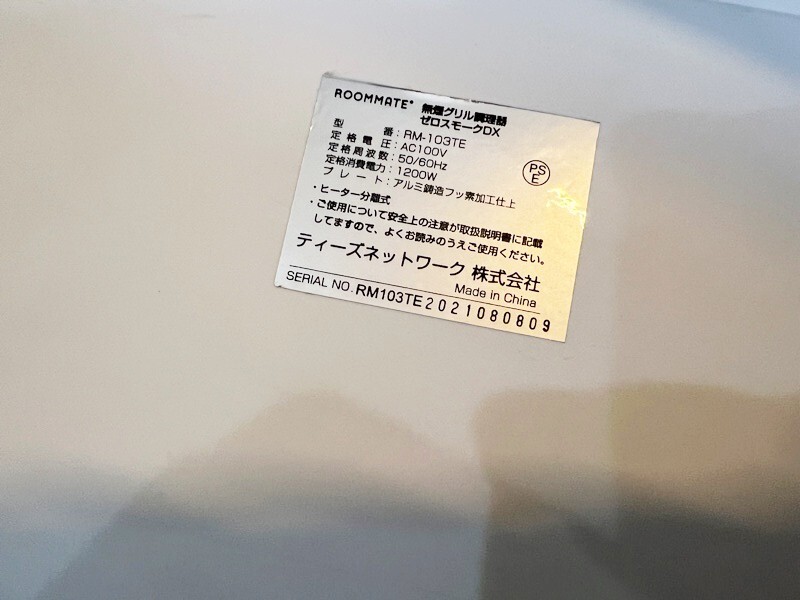 ROOMMATE® 無煙グリル調理器
ゼロスモークDX
型番：RM-103TE
定格電圧：AC100V
定格周波数：50/60Hz
定格消費電力：1200W
プレート：アルミ鋳造フッ素加工仕上
PS
E
・ヒーター分離式
・ご使用について安全上の注意が取扱説明書に記載
してますので、よくお読みのうえご使用ください。
ティーズネットワーク 株式会社
Made in China
SERIAL NO. RM103TE2021080809